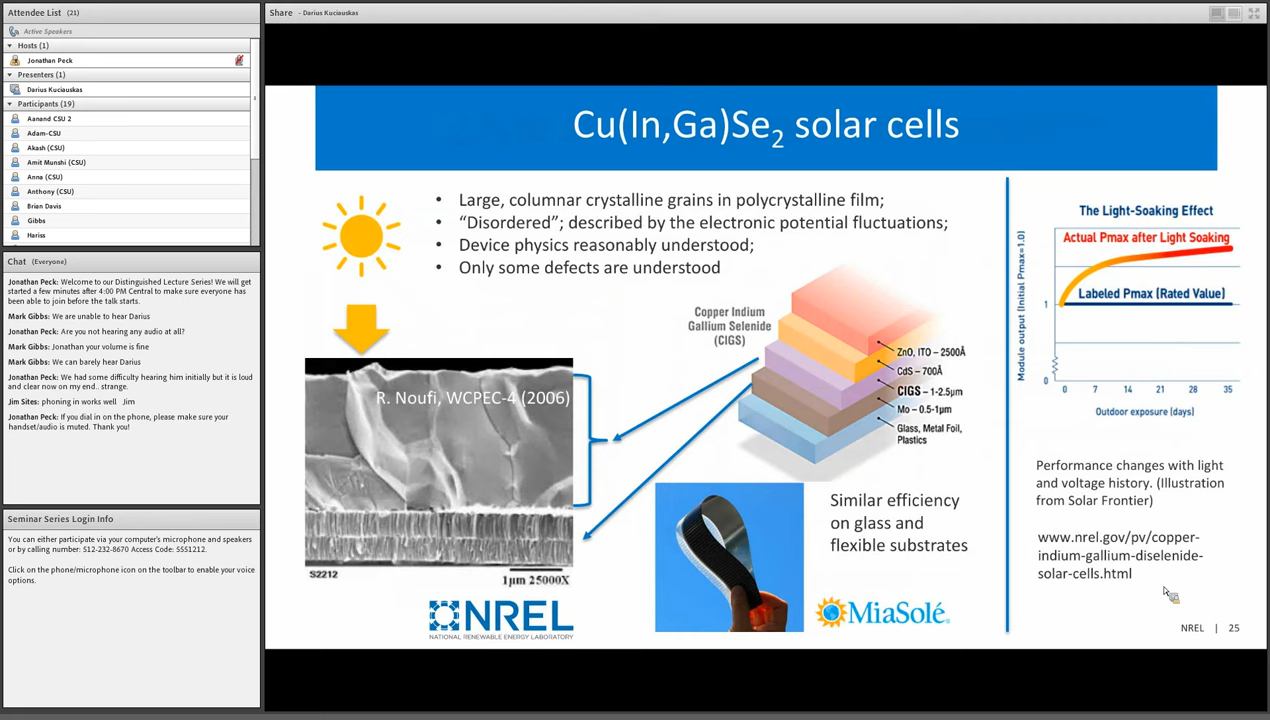 Attendee List (21)
Active Speakers
Hosts (1)
Jonathan Peck
Presenters (1)
Darius Kuciauskas
Participants (19)
Aanand CSU 2
Adam-CSU
Akash (CSU)
Amit Munshi (CSU)
Anna (CSU)
Anthony (CSU)
Brian Davis
Gibbs
Hariss
Chat (Everyone)
Jonathan Peck: Welcome to our Distinguished Lecture Series! We will get
started a few minutes after 4:00 PM Central to make sure everyone has
been able to join before the talk starts.
Mark Gibbs: We are unable to hear Darius
Jonathan Peck: Are you not hearing any audio at all?
Mark Gibbs: Jonathan your volume is fine
Mark Gibbs: We can barely hear Darius
Jonathan Peck: We had some difficulty hearing him initially but it is loud
and clear now on my end.. strange.
Jim Sites: phoning in works well Jim
Jonathan Peck: If you dial in on the phone, please make sure your
handset/audio is muted. Thank you!
Seminar Series Login Info
You can either participate via your computer's microphone and speakers
or by calling number: 512-232-8670 Access Code: 5551212.
Click on the phone/microphone icon on the toolbar to enable your voice
options.
Share - Darius Kuciauskas
Cu(In,Ga)Se2 solar cells
• Large, columnar crystalline grains in polycrystalline film;
• “Disordered”; described by the electronic potential fluctuations;
• Device physics reasonably understood;
• Only some defects are understood
Copper Indium
Gallium Selenide
(CIGS)
ZnO, ITO – 2500Å
CdS – 700Å
CIGS – 1-2.5µm
Mo – 0.5-1µm
Glass, Metal Foil,
Plastics
R. Noufi, WCPEC-4 (2006)
S2212
1µm 25000X
NREL
NATIONAL RENEWABLE ENERGY LABORATORY
Similar efficiency
on glass and
flexible substrates
MiaSolé
The Light-Soaking Effect
Actual Pmax after Light Soaking
Labeled Pmax (Rated Value)
Module output (Initial Pmax=1.0)
1
0
0 7 14 21 28 35
Outdoor exposure (days)
Performance changes with light
and voltage history. (Illustration
from Solar Frontier)
www.nrel.gov/pv/copper-
indium-gallium-diselenide-
solar-cells.html
NREL | 25